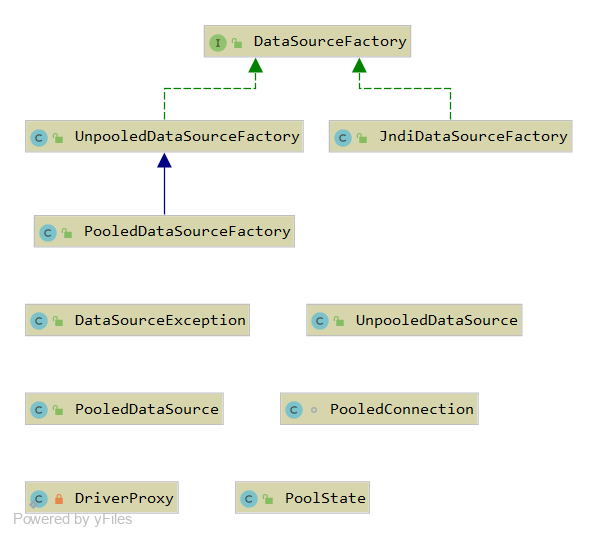 I DataSourceFactory
C UnpooledDataSourceFactory
C JndiDataSourceFactory
C PooledDataSourceFactory
C DataSourceException
C UnpooledDataSource
C PooledDataSource
C PooledConnection
C DriverProxy
C PoolState
Powered by yFiles